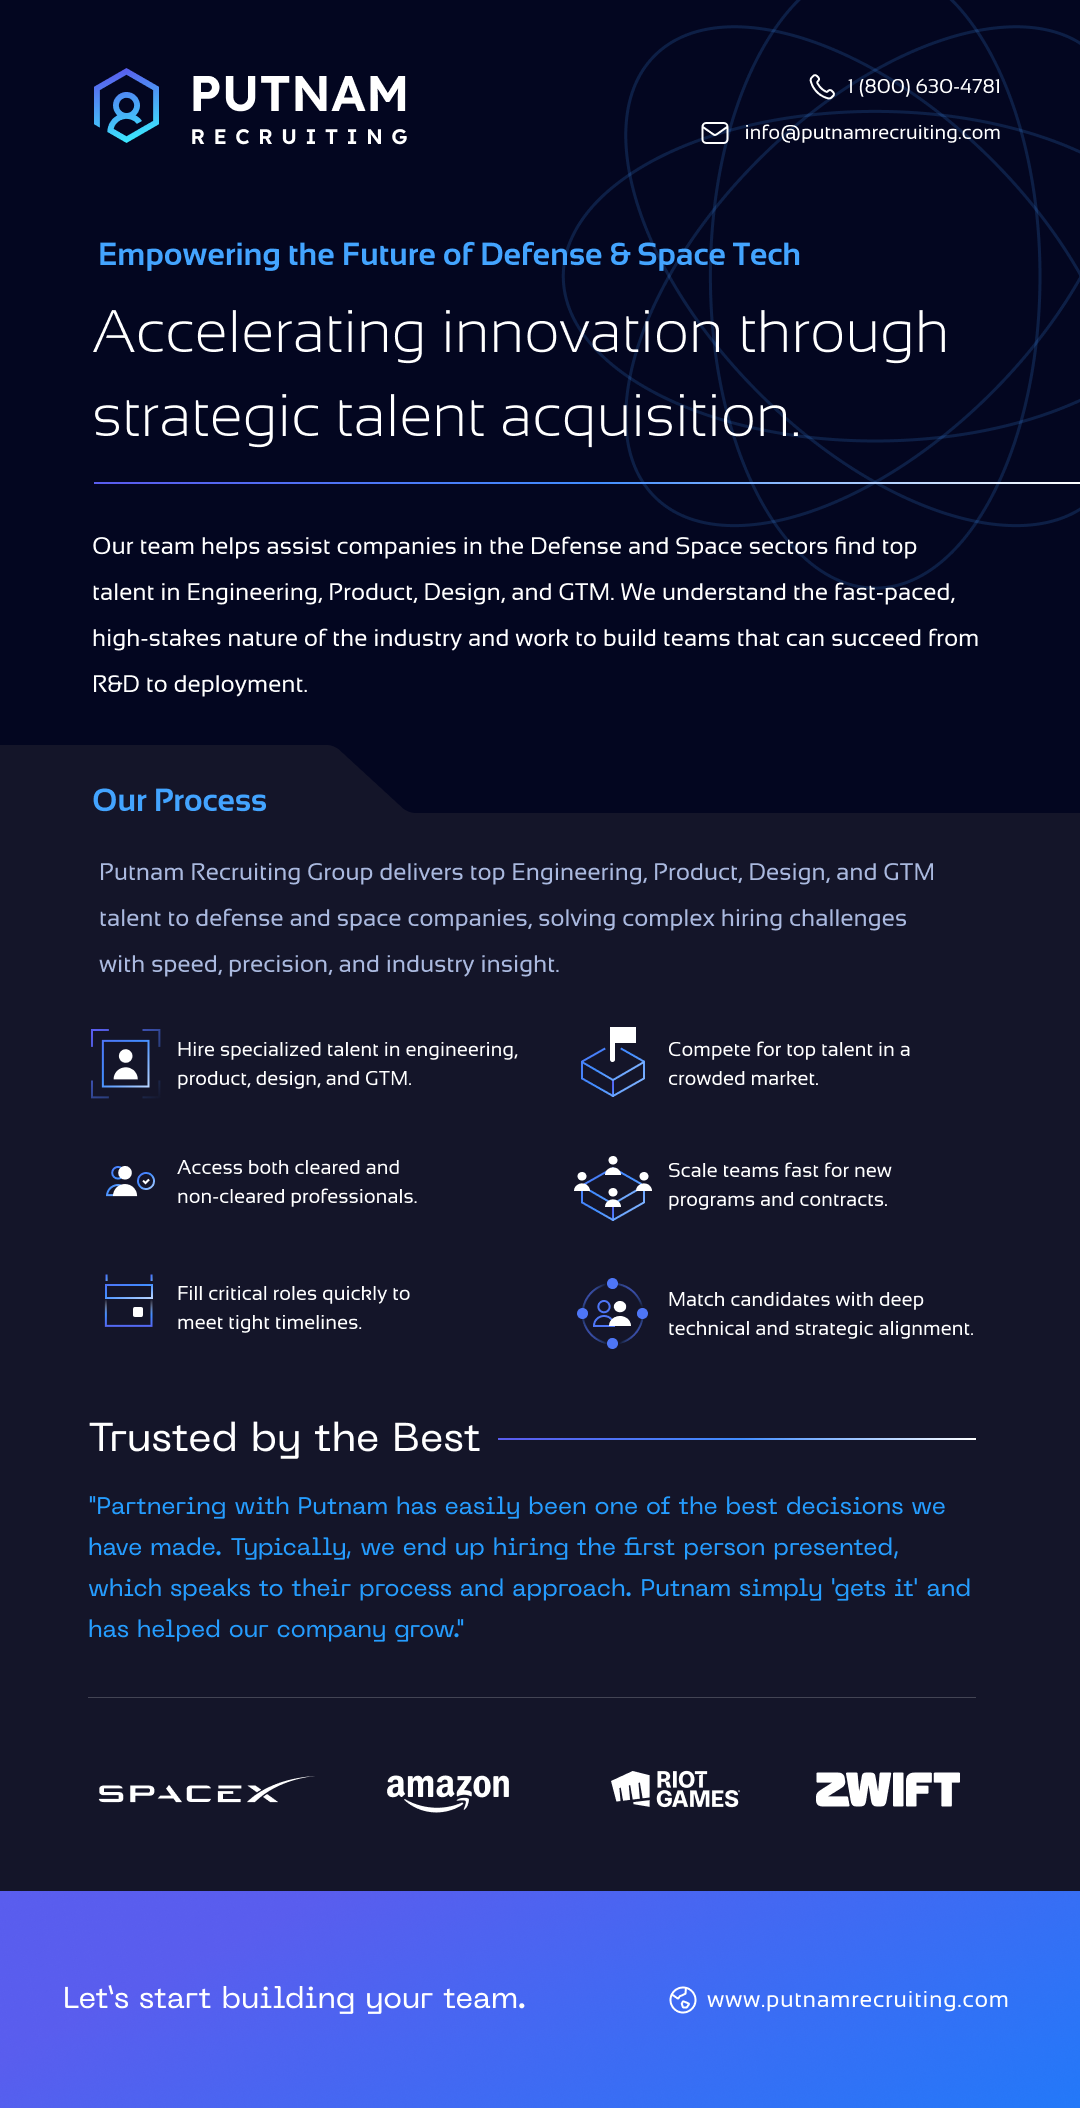 PUTNAM
RECRUITING
1 (800) 630-4781
info@putnamrecruiting.com
Empowering the Future of Defense & Space Tech
Accelerating innovation through
strategic talent acquisition.
Our team helps assist companies in the Defense and Space sectors find top
talent in Engineering, Product, Design, and GTM. We understand the fast-paced,
high-stakes nature of the industry and work to build teams that can succeed from
R&D to deployment.
Our Process
Putnam Recruiting Group delivers top Engineering, Product, Design, and GTM
talent to defense and space companies, solving complex hiring challenges
with speed, precision, and industry insight.
Hire specialized talent in engineering,
product, design, and GTM.
Compete for top talent in a
crowded market.
Access both cleared and
non-cleared professionals.
Scale teams fast for new
programs and contracts.
Fill critical roles quickly to
meet tight timelines.
Match candidates with deep
technical and strategic alignment.
Trusted by the Best
"Partnering with Putnam has easily been one of the best decisions we
have made. Typically, we end up hiring the first person presented,
which speaks to their process and approach. Putnam simply 'gets it' and
has helped our company grow."
SPACEX
amazon
RIOT
GAMES
ZWIFT
Let's start building your team.
www.putnamrecruiting.com